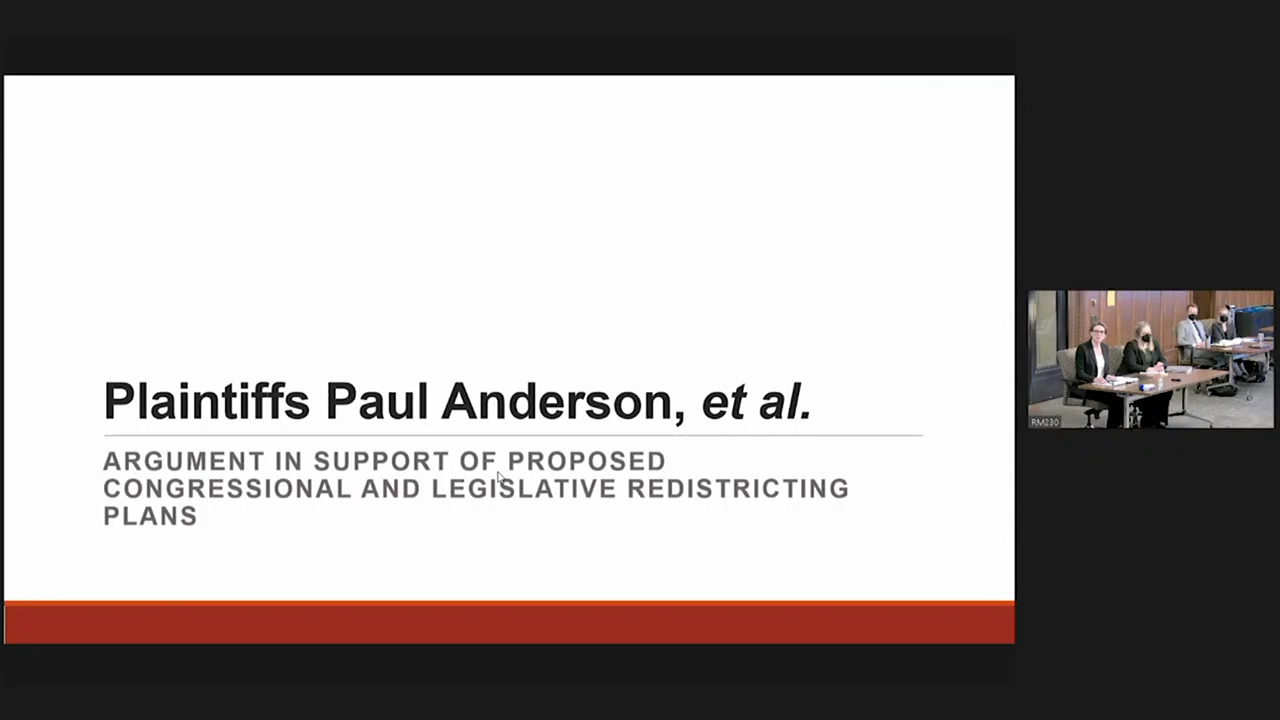 Plaintiffs Paul Anderson, et al.
ARGUMENT IN SUPPORT OF PROPOSED
CONGRESSIONAL AND LEGISLATIVE REDISTRICTING
PLANS
RM230